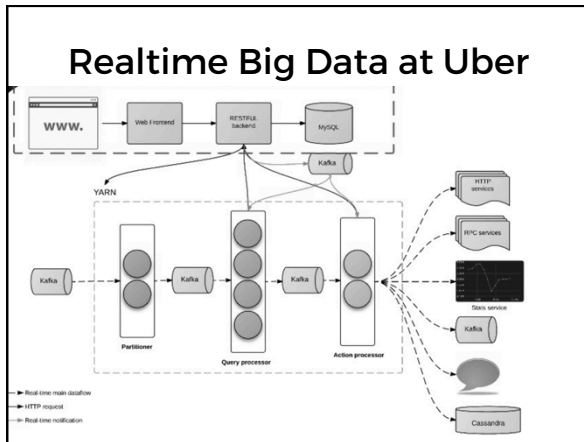 Realtime Big Data at Uber
www.
Web Frontend
RESTFUL
backend
MySQL
Kafka
YARN
HTTP
services
RPC services
Stats service
Kafka
Kafka
Kafka
Kafka
Partitioner
Query processor
Action processor
Cassandra
Real-time main dataflow
HTTP request
Real-time notification